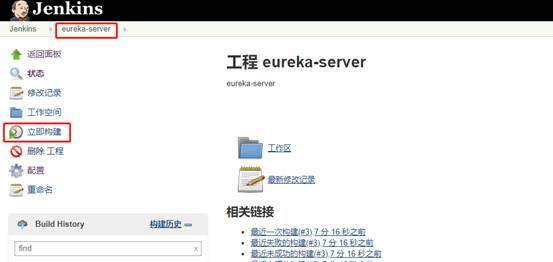 Jenkins
Jenkins eureka-server
返回面板
状态
修改记录
工作空间
立即构建
删除 工程
配置
重命名
Build History 构建历史
find x
工程 eureka-server
eureka-server
工作区
最新修改记录
相关链接
最近一次构建(#3),7 分 16 秒之前
最近失败的构建(#3),7 分 16 秒之前
最近未成功的构建(#3),7 分 16 秒之前